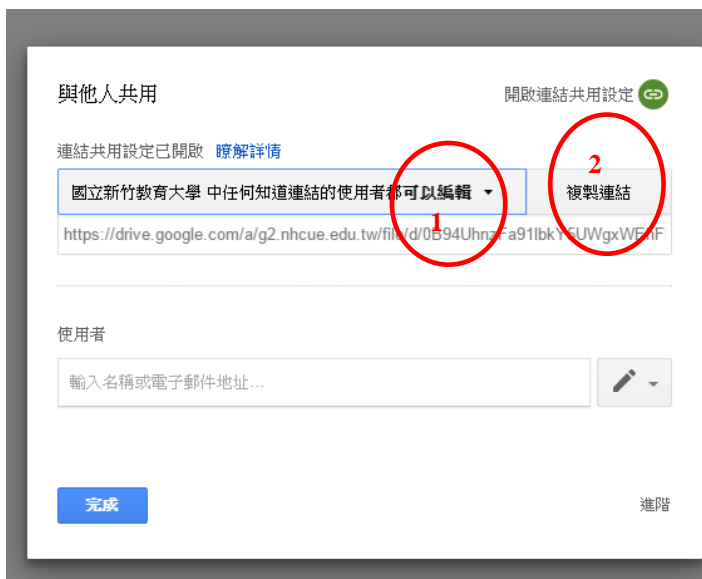 與他人共用
開啟連結共用設定
連結共用設定已開啟 瞭解詳情
國立新竹教育大學 中任何知道連結的使用者都可以編輯
1
2
複製連結
https://drive.google.com/a/g2.nhcue.edu.tw/file/d/
使用者
輸入名稱或電子郵件地址...
完成
進階